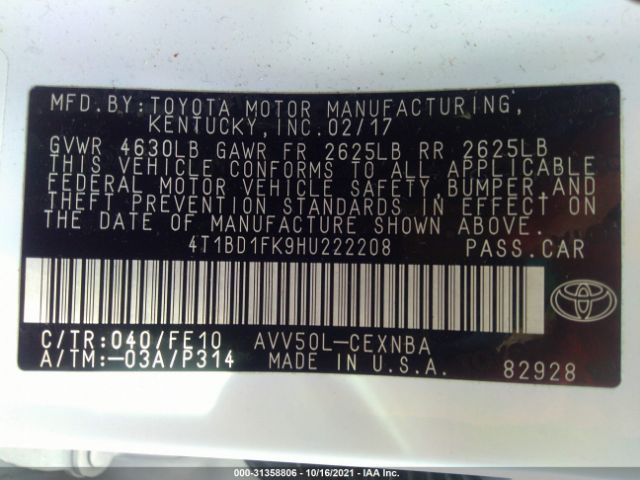 MFD.BY:TOYOTA MOTOR MANUFACTURING,
KENTUCKY,INC.02/17
GVWR 4630LB GAWR FR 2625LB RR 2625LB
THIS VEHICLE CONFORMS TO ALL APPLICABLE
FEDERAL MOTOR VEHICLE SAFETY,BUMPER,AND
THEFT PREVENTION STANDARDS IN EFFECT ON
THE DATE OF MANUFACTURE SHOWN ABOVE.
4T1BD1FK9HU222208 PASS.CAR
C/TR:040/FE10 AVV50L-CEXNBA
A/TM:-03A/P314 MADE IN U.S.A.
82928
000-31358806 - 10/16/2021 - IAA Inc.